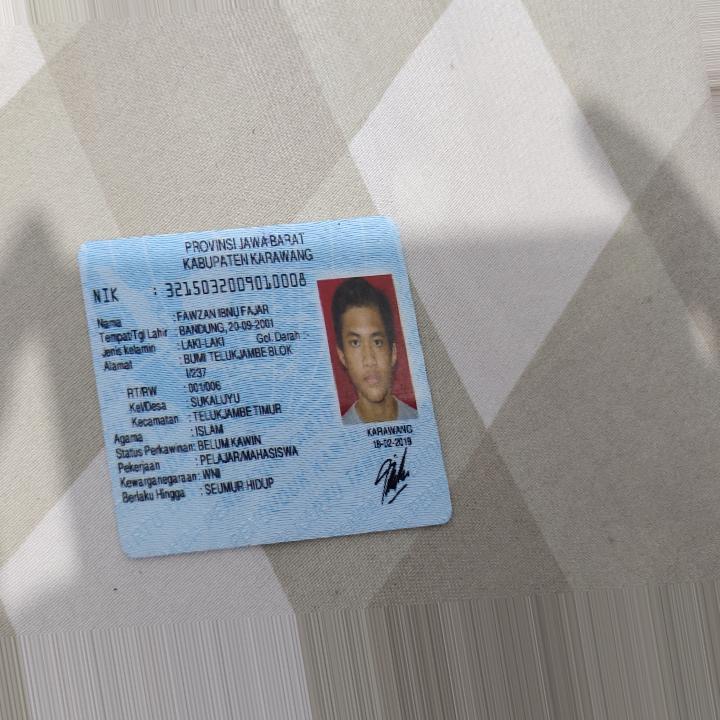 PROVINSI JAWA BARAT
KABUPATEN KARAWANG
NIK : 3215032009010008
Nama : FAWZAN IBNU FAJAR
Tempat/Tgl Lahir : BANDUNG, 20-09-2001
Jenis kelamin : LAKI-LAKI Gol. Darah : -
Alamat : BUMI TELUKJAMBE BLOK
I/237
RT/RW : 001/006
Kel/Desa : SUKALUYU
Kecamatan : TELUKJAMBE TIMUR
Agama : ISLAM
Status Perkawinan: BELUM KAWIN
Pekerjaan : PELAJAR/MAHASISWA
Kewarganegaraan: WNI
Berlaku Hingga : SEUMUR HIDUP
KARAWANG
18-02-2019